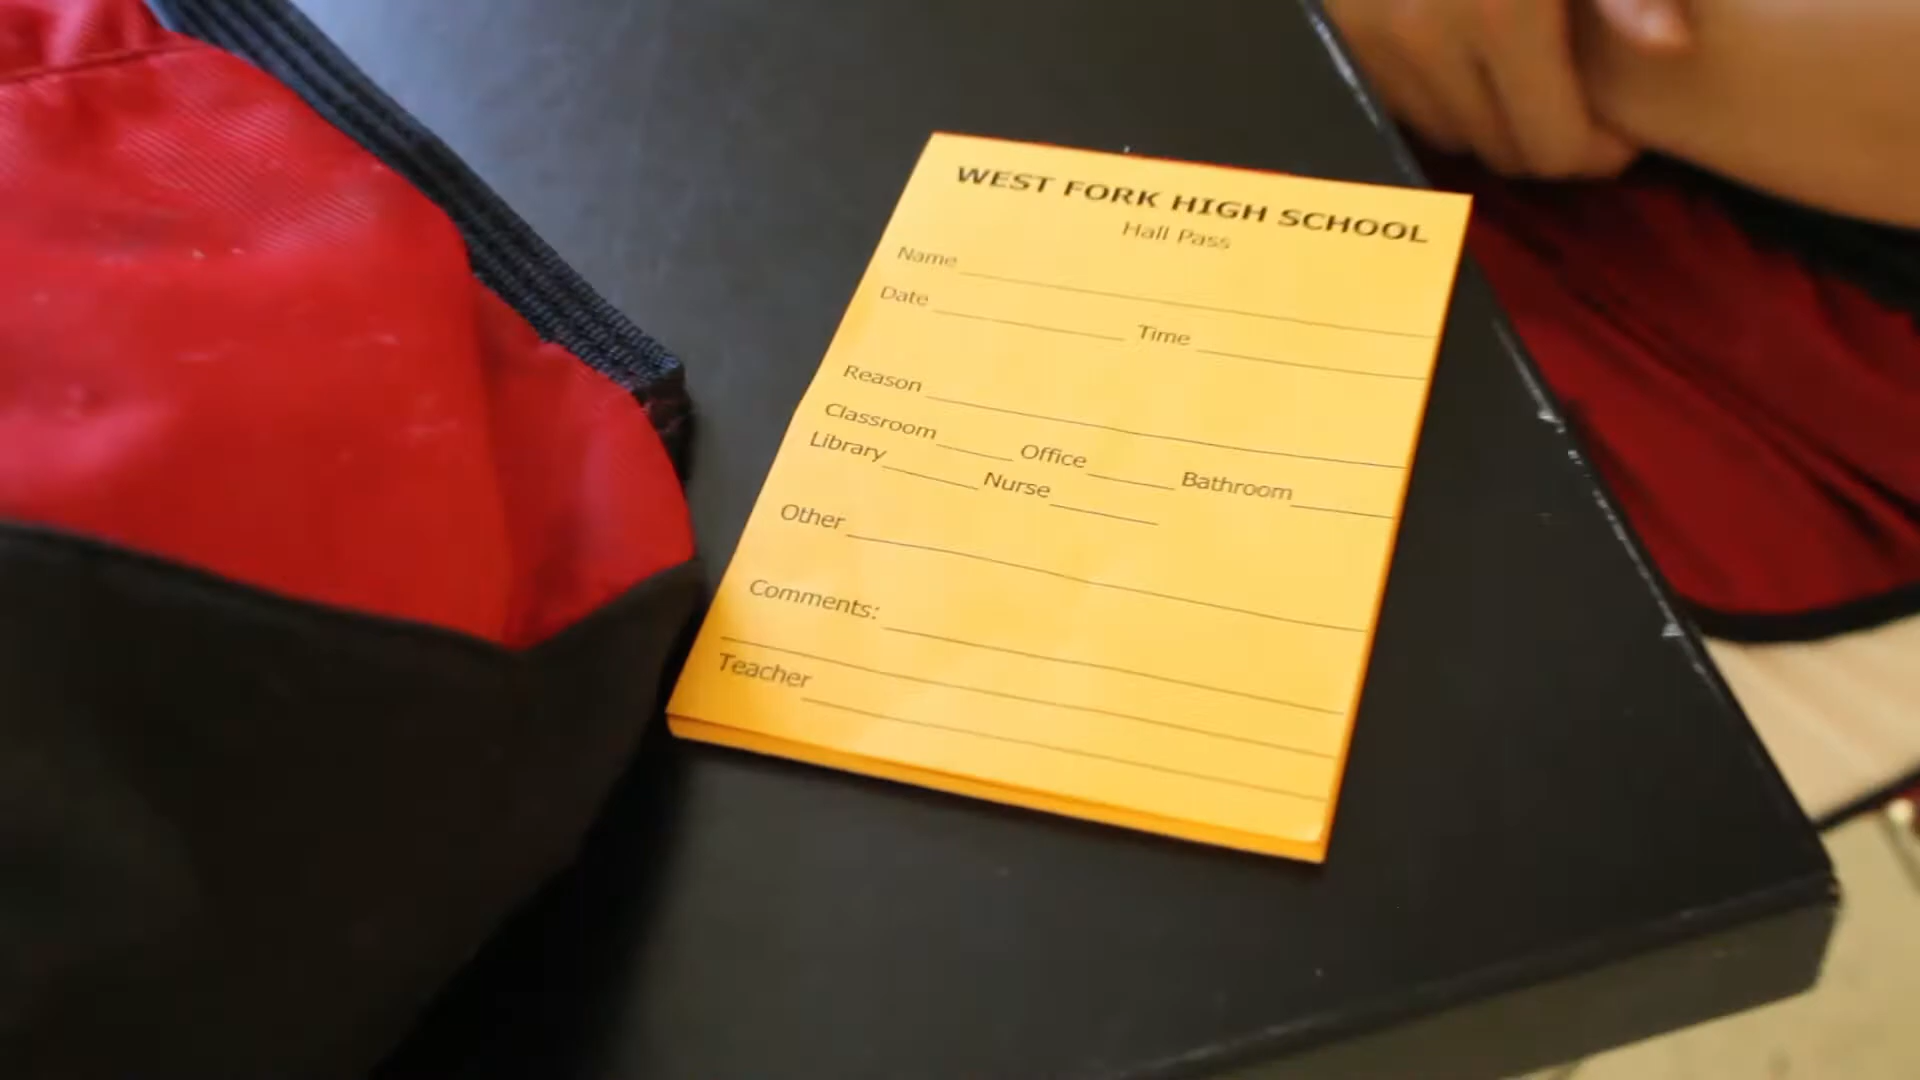 WEST FORK HIGH SCHOOL
Hall Pass
Name
Date Time
Reason
Classroom Office Bathroom
Library Nurse
Other
Comments:
Teacher